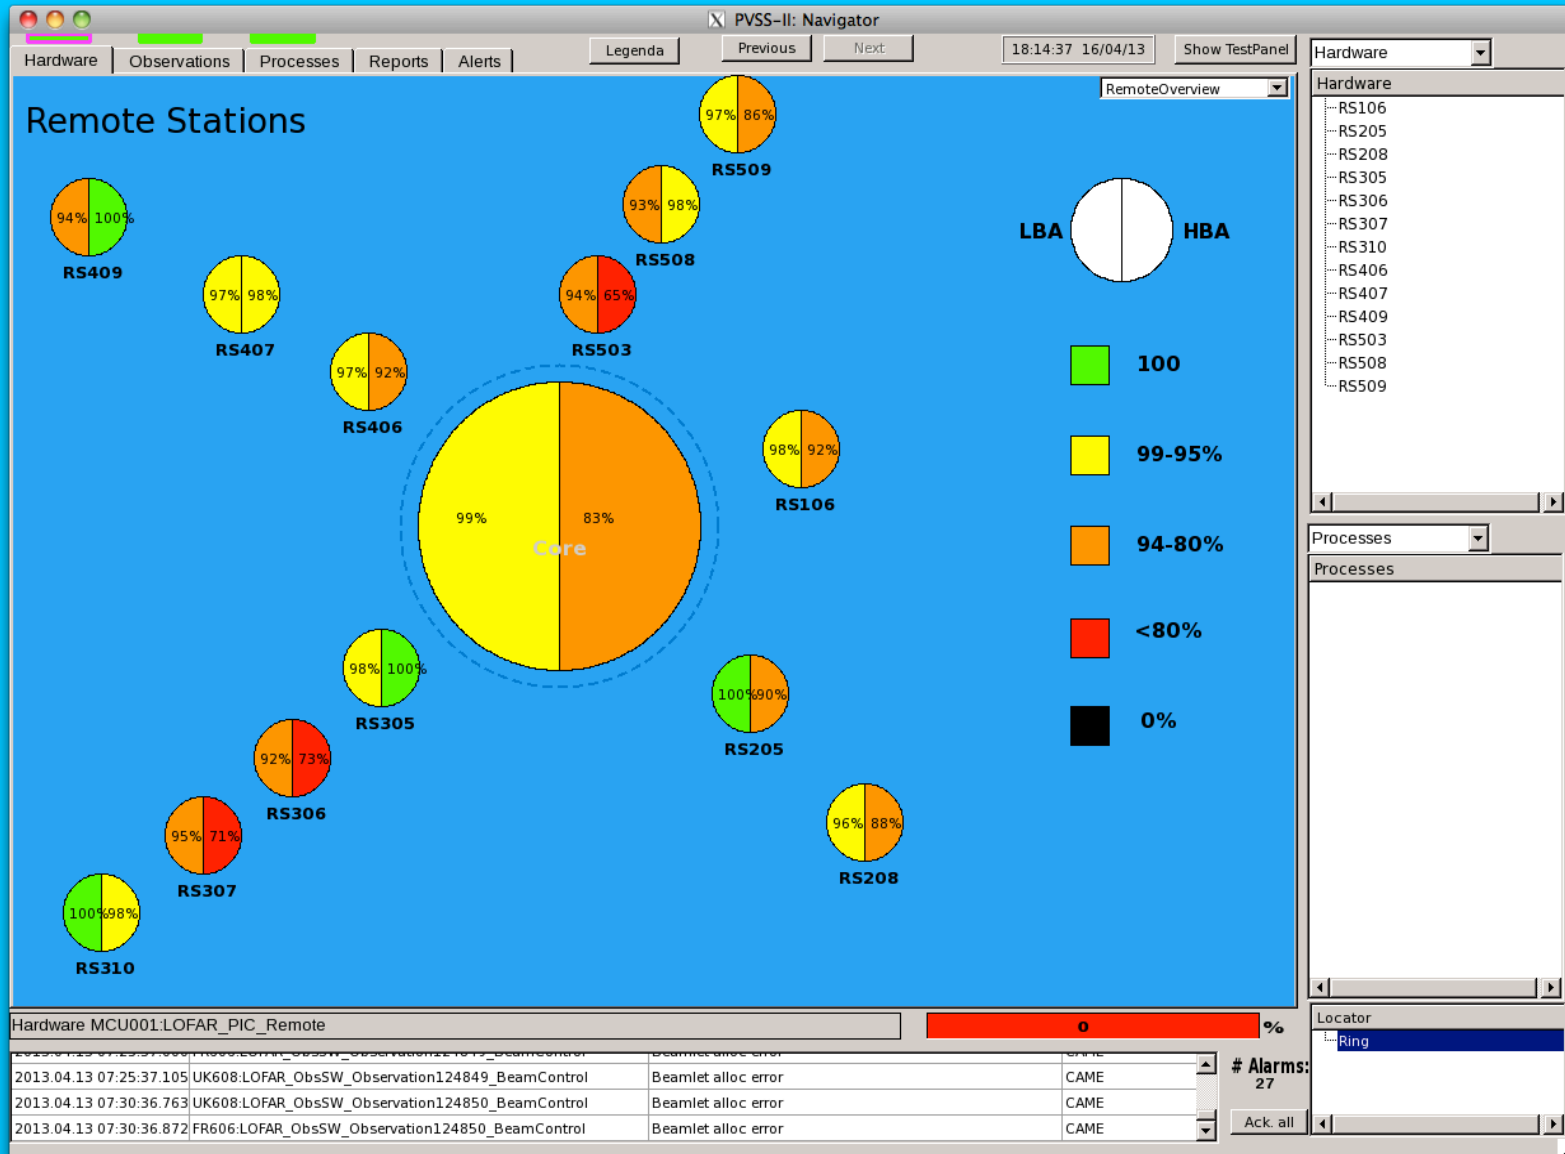 X PVSS-II: Navigator
Hardware Observations Processes Reports Alerts Legenda Previous Next 18:14:37 16/04/13 Show TestPanel Hardware
RemoteOverview
Remote Stations
97% 86%
RS509
93% 98%
RS508
94% 100%
RS409
97% 98%
RS407
94% 65%
RS503
97% 92%
RS406
LBA HBA
100
99-95%
94-80%
<80%
0%
98% 92%
RS106
99% 83%
Core
98% 100%
RS305
100% 90%
RS205
92% 73%
RS306
95% 71%
RS307
96% 88%
RS208
100% 98%
RS310
Hardware
RS106
RS205
RS208
RS305
RS306
RS307
RS310
RS406
RS407
RS409
RS503
RS508
RS509
Processes
Processes
Locator
Ring
Hardware MCU001:LOFAR_PIC_Remote
0 %
2013.04.13 07:25:37.105 UK608:LOFAR_ObsSW_Observation124849_BeamControl Beamlet alloc error CAME
2013.04.13 07:30:36.763 UK608:LOFAR_ObsSW_Observation124850_BeamControl Beamlet alloc error CAME
2013.04.13 07:30:36.872 FR606:LOFAR_ObsSW_Observation124850_BeamControl Beamlet alloc error CAME
# Alarms:
27
Ack. all